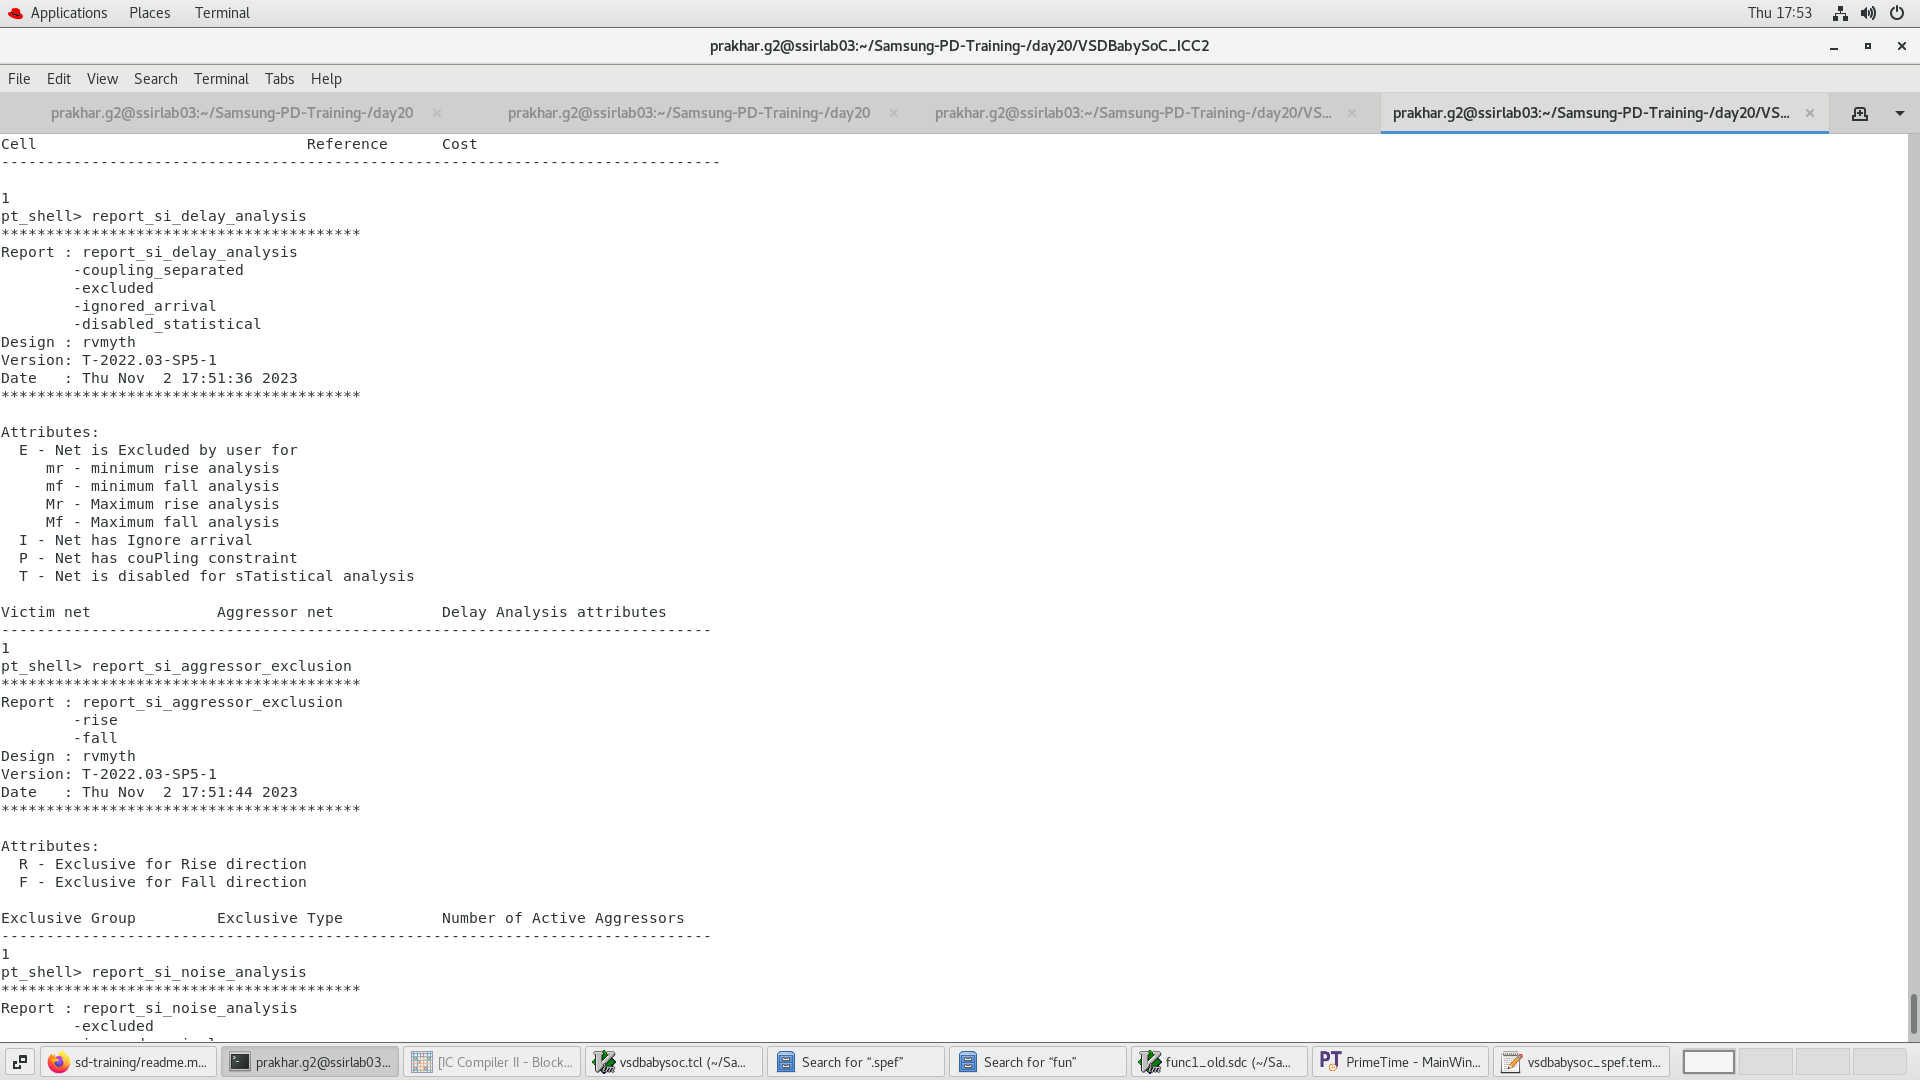 Applications Places Terminal Thu 17:53
prakhar.g2@ssirlab03:~/Samsung-PD-Training-/day20/VSDBabySoC_ICC2
File Edit View Search Terminal Tabs Help
prakhar.g2@ssirlab03:~/Samsung-PD-Training-/day20 prakhar.g2@ssirlab03:~/Samsung-PD-Training-/day20 prakhar.g2@ssirlab03:~/Samsung-PD-Training-/day20/VS... prakhar.g2@ssirlab03:~/Samsung-PD-Training-/day20/VS...
Cell                              Reference      Cost
--------------------------------------------------------------------------------

1
pt_shell> report_si_delay_analysis
****************************************
Report : report_si_delay_analysis
        -coupling_separated
        -excluded
        -ignored_arrival
        -disabled_statistical
Design : rvmyth
Version: T-2022.03-SP5-1
Date   : Thu Nov  2 17:51:36 2023
****************************************

Attributes:
  E - Net is Excluded by user for
     mr - minimum rise analysis
     mf - minimum fall analysis
     Mr - Maximum rise analysis
     Mf - Maximum fall analysis
  I - Net has Ignore arrival
  P - Net has couPling constraint
  T - Net is disabled for sTatistical analysis

Victim net              Aggressor net            Delay Analysis attributes
-------------------------------------------------------------------------------
1
pt_shell> report_si_aggressor_exclusion
****************************************
Report : report_si_aggressor_exclusion
        -rise
        -fall
Design : rvmyth
Version: T-2022.03-SP5-1
Date   : Thu Nov  2 17:51:44 2023
****************************************

Attributes:
  R - Exclusive for Rise direction
  F - Exclusive for Fall direction

Exclusive Group         Exclusive Type           Number of Active Aggressors
-------------------------------------------------------------------------------
1
pt_shell> report_si_noise_analysis
****************************************
Report : report_si_noise_analysis
        -excluded
sd-training/readme.m... prakhar.g2@ssirlab03... [IC Compiler II - Block... vsdbabysoc.tcl (~/Sa... Search for “.spef” Search for “fun” func1_old.sdc (~/Sa... PrimeTime - MainWin... vsdbabysoc_spef.tem...